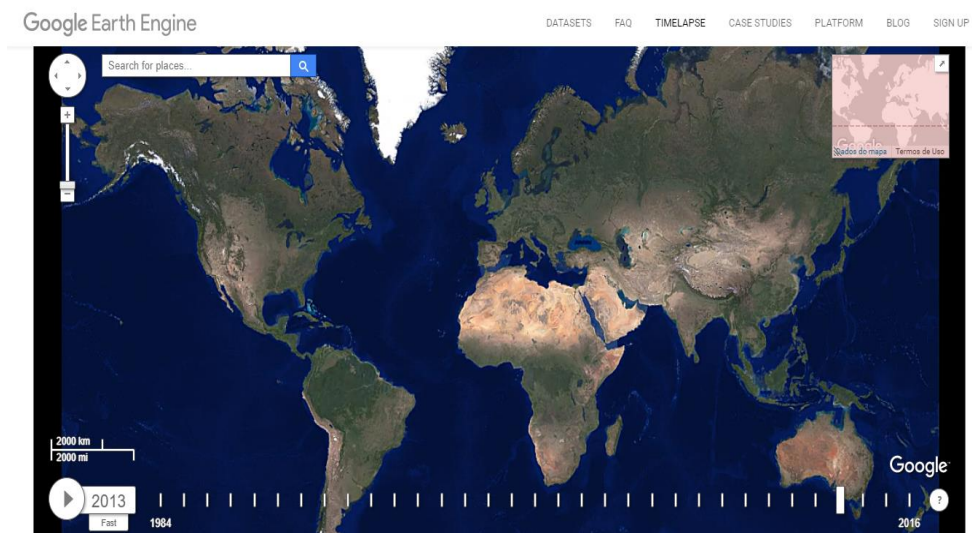 Google Earth Engine
DATASETS FAQ TIMELAPSE CASE STUDIES PLATFORM BLOG SIGN UP
Search for places...
+
−
Google
Dados do mapa Termos de Uso
2000 km
2000 mi
Google
2013
Fast
1984
2016
?